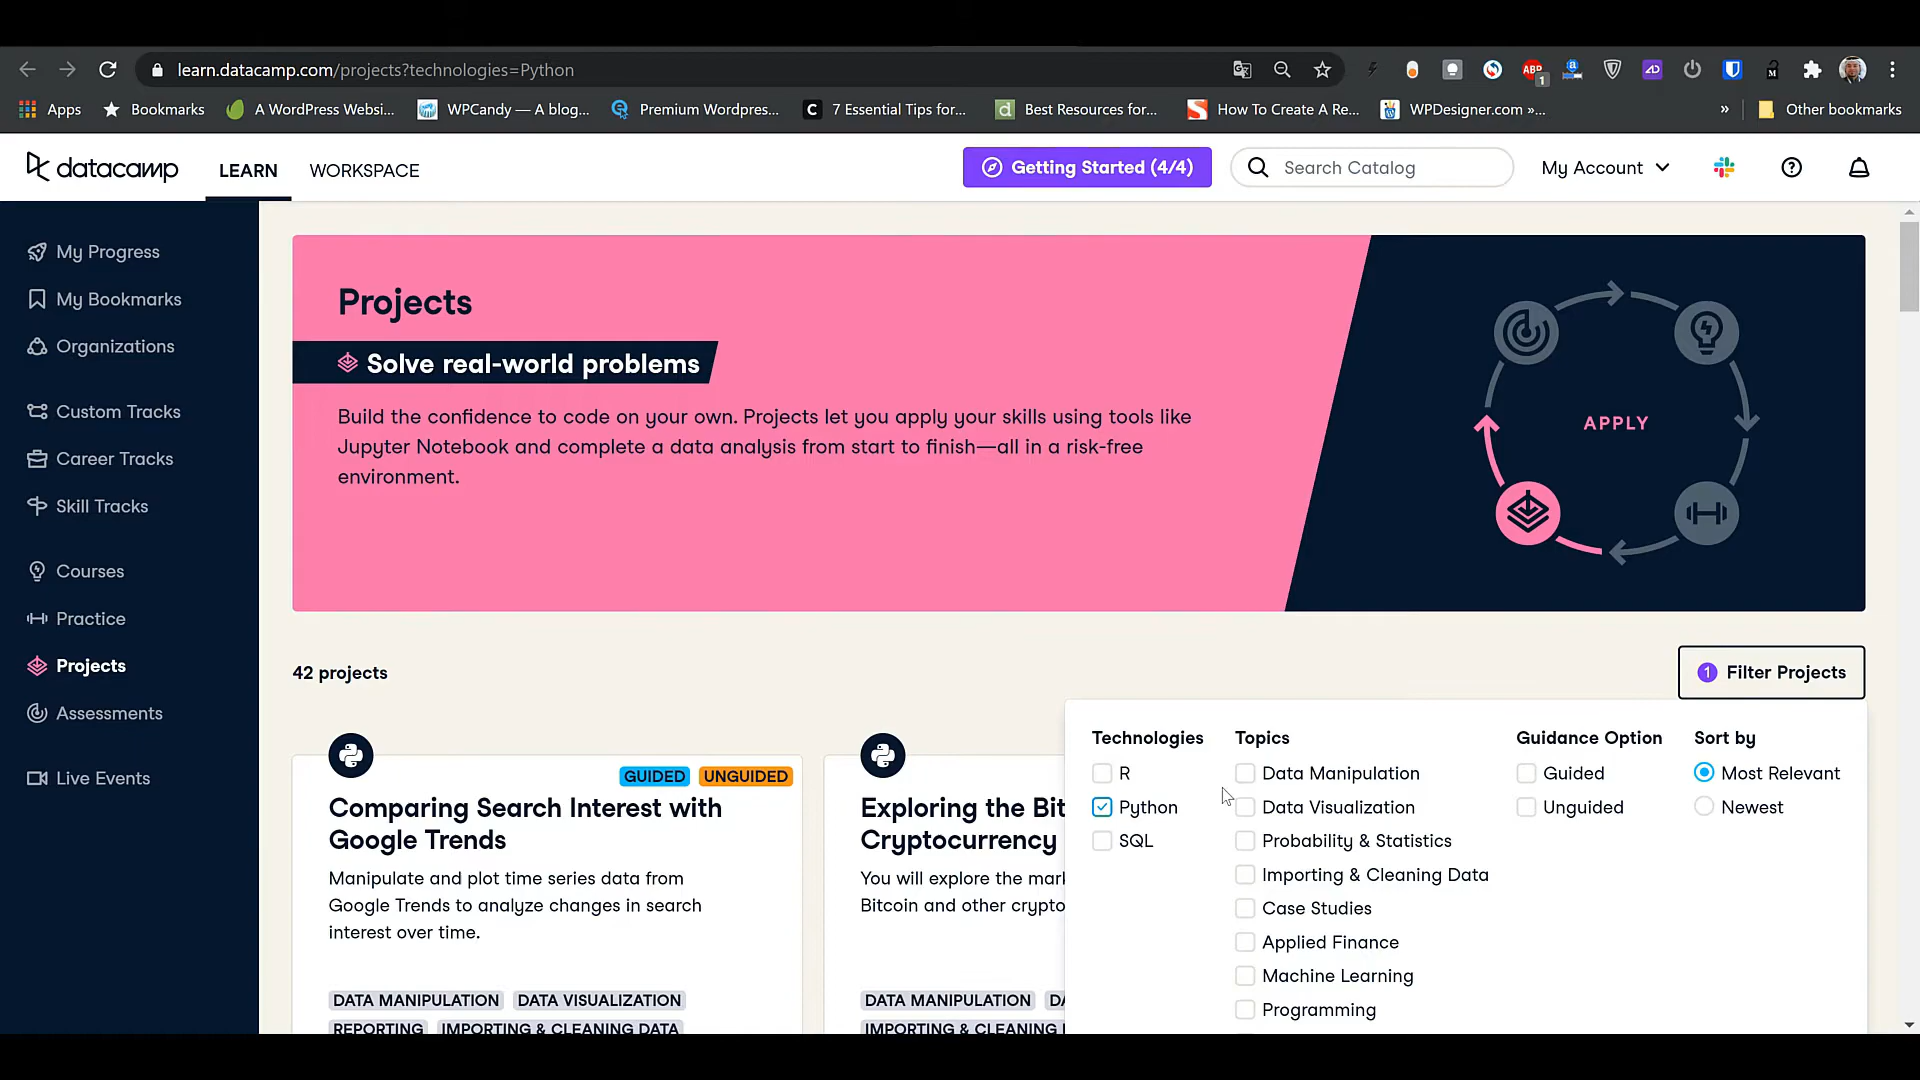 learn.datacamp.com/projects?technologies=Python
ABP
1
Apps
Bookmarks
A WordPress Websi...
WPCandy — A blog...
Premium Wordpres...
7 Essential Tips for...
Best Resources for...
How To Create A Re...
WPDesigner.com »...
»
Other bookmarks
datacamp
LEARN
WORKSPACE
Getting Started (4/4)
Search Catalog
My Account
My Progress
My Bookmarks
Organizations
Custom Tracks
Career Tracks
Skill Tracks
Courses
Practice
Projects
Assessments
Live Events
Projects
Solve real-world problems
Build the confidence to code on your own. Projects let you apply your skills using tools like
Jupyter Notebook and complete a data analysis from start to finish—all in a risk-free
environment.
APPLY
42 projects
1 Filter Projects
GUIDED UNGUIDED
Comparing Search Interest with
Google Trends
Manipulate and plot time series data from
Google Trends to analyze changes in search
interest over time.
DATA MANIPULATION DATA VISUALIZATION
REPORTING IMPORTING & CLEANING DATA
Exploring the Bit
Cryptocurrency
You will explore the mar
Bitcoin and other crypto
DATA MANIPULATION DA
IMPORTING & CLEANING
Technologies
R
Python
SQL
Topics
Data Manipulation
Data Visualization
Probability & Statistics
Importing & Cleaning Data
Case Studies
Applied Finance
Machine Learning
Programming
Guidance Option
Guided
Unguided
Sort by
Most Relevant
Newest